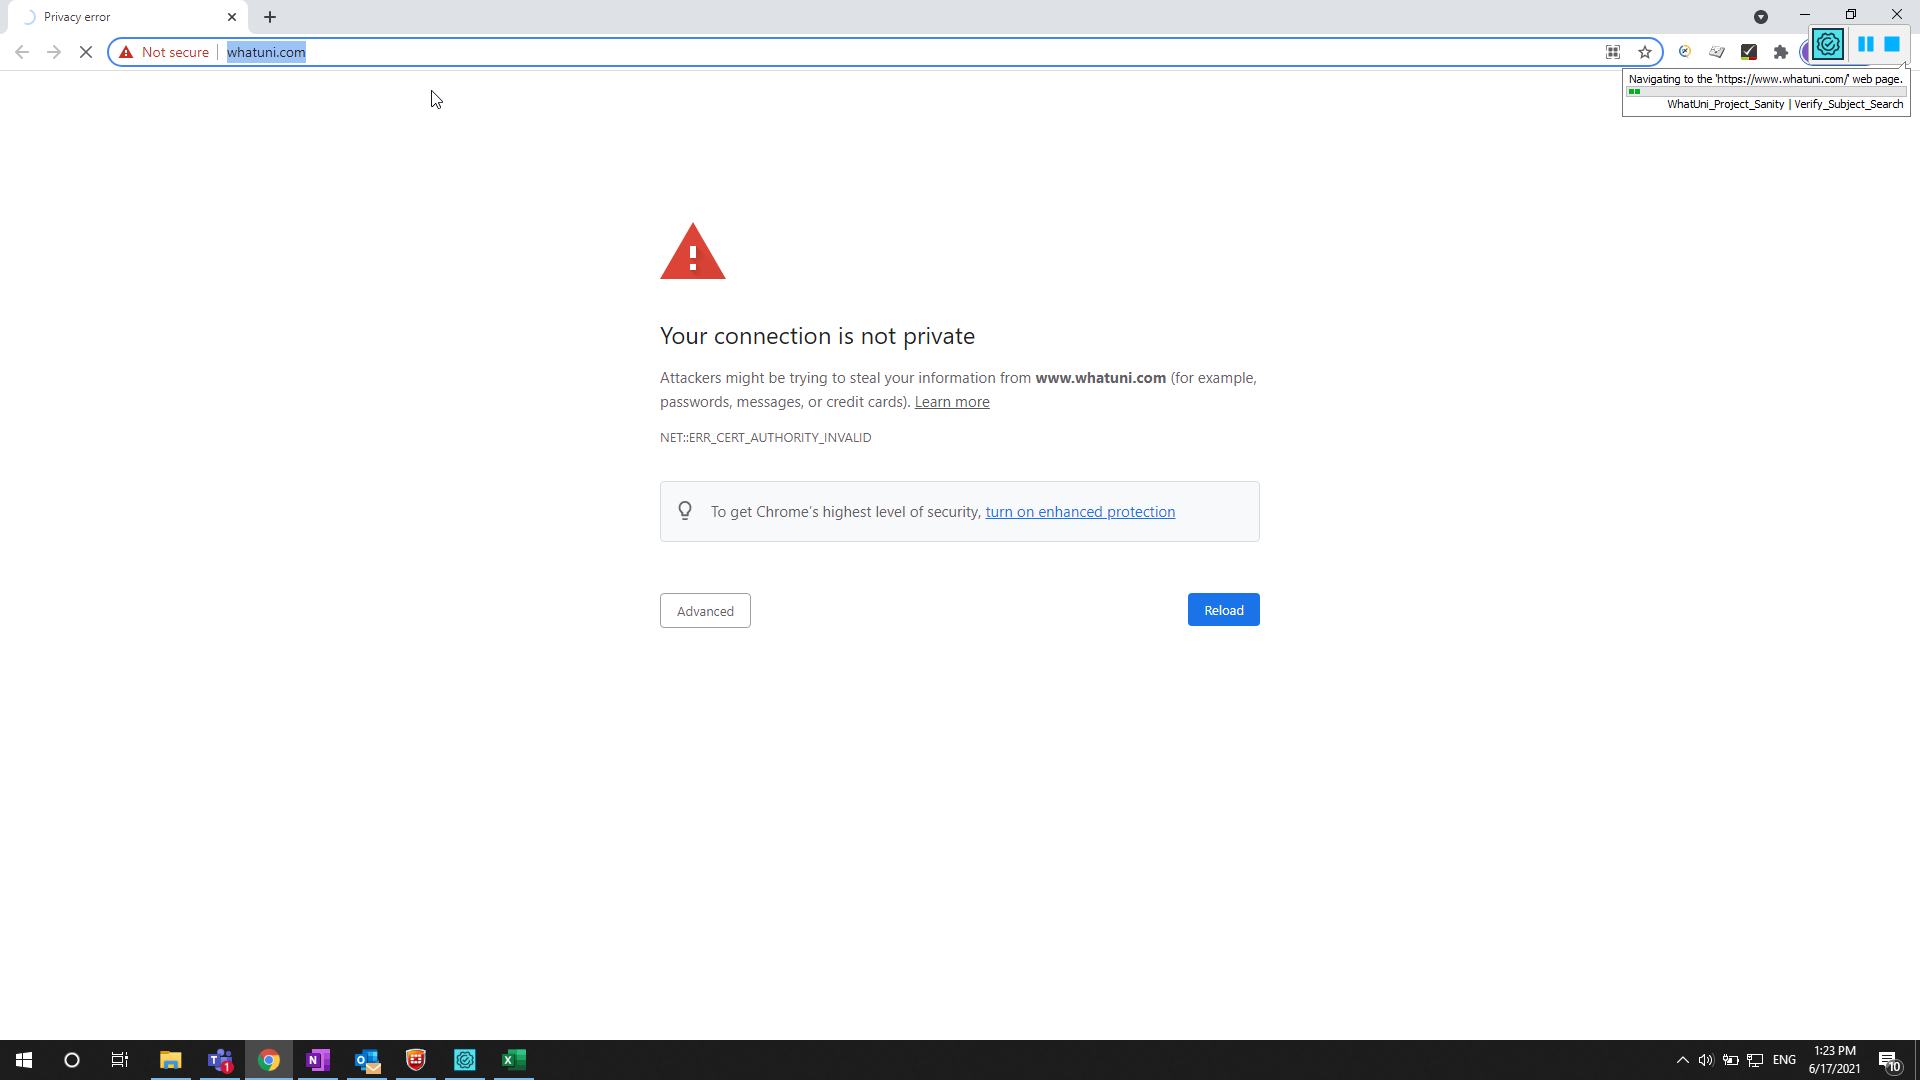 Privacy error
Not secure
whatuni.com
Navigating to the 'https://www.whatuni.com/' web page.
WhatUni_Project_Sanity | Verify_Subject_Search
Your connection is not private
Attackers might be trying to steal your information from www.whatuni.com (for example,
passwords, messages, or credit cards). Learn more
NET::ERR_CERT_AUTHORITY_INVALID
To get Chrome's highest level of security, turn on enhanced protection
Advanced
Reload
1
ENG
1:23 PM
6/17/2021
10